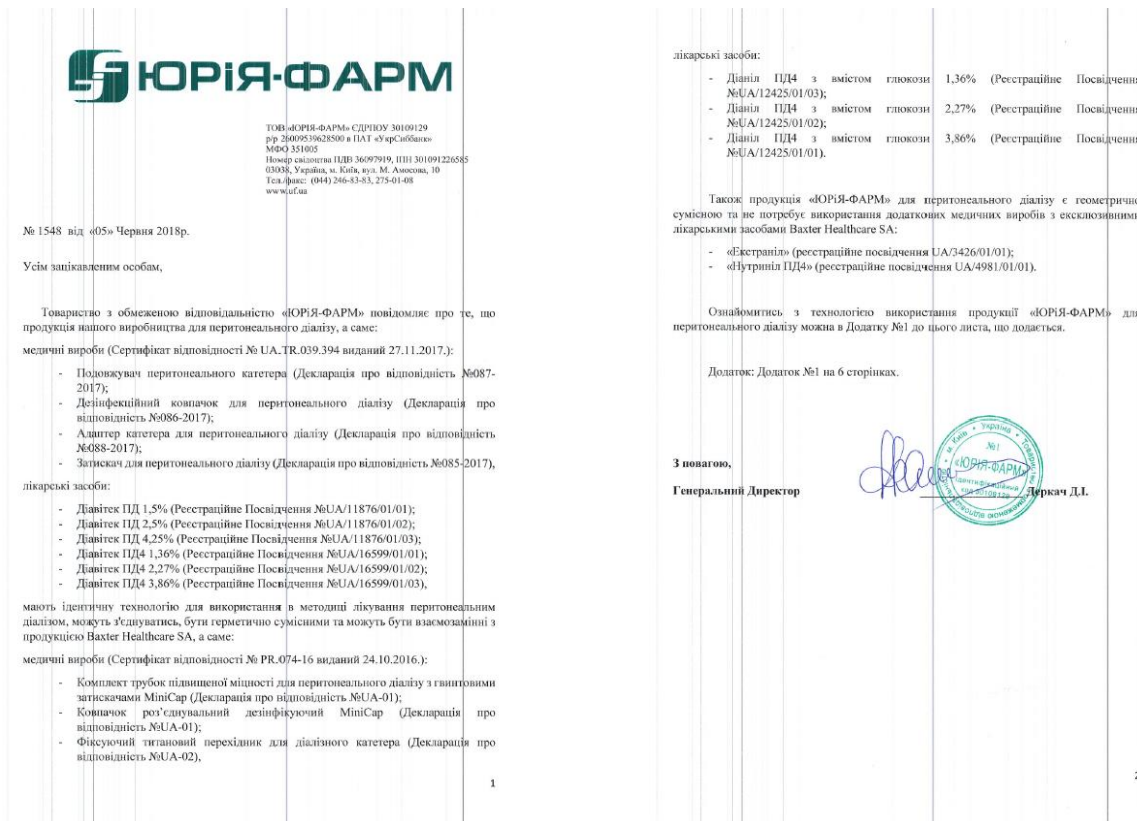 ЮРіЯ-ФАРМ
ТОВ «ЮРІЯ-ФАРМ» ЄДРПОУ 30109129
р/р 26009539628500 в ПАТ «УкрСиббанк»
МФО 351005
Номер свідоцтва ПДВ 36097919, ІПН 301091226585
03038, Україна, м. Київ, вул. М. Амосова, 10
Тел./факс: (044) 246-83-83, 275-01-08
www.uf.ua
№ 1548 від «05» Червня 2018р.
Усім зацікавленим особам,
Товариство з обмеженою відповідальністю «ЮРіЯ-ФАРМ» повідомляє про те, що
продукція нашого виробництва для перитонеального діалізу, а саме:
медичні вироби (Сертифікат відповідності № UA.TR.039.394 виданий 27.11.2017.):
- Подовжувач перитонеального катетера (Декларація про відповідність №087-
2017);
- Дезінфекційний ковпачок для перитонеального діалізу (Декларація про
відповідність №086-2017);
- Адаптер катетера для перитонеального діалізу (Декларація про відповідність
№088-2017);
- Затискач для перитонеального діалізу (Декларація про відповідність №085-2017),
лікарські засоби:
- Діавітек ПД 1,5% (Реєстраційне Посвідчення №UA/11876/01/01);
- Діавітек ПД 2,5% (Реєстраційне Посвідчення №UA/11876/01/02);
- Діавітек ПД 4,25% (Реєстраційне Посвідчення №UA/11876/01/03);
- Діавітек ПД4 1,36% (Реєстраційне Посвідчення №UA/16599/01/01);
- Діавітек ПД4 2,27% (Реєстраційне Посвідчення №UA/16599/01/02);
- Діавітек ПД4 3,86% (Реєстраційне Посвідчення №UA/16599/01/03),
мають ідентичну технологію для використання в методиці лікування перитонеальним
діалізом, можуть з'єднуватись, бути герметично сумісними та можуть бути взаємозамінні з
продукцією Baxter Healthcare SA, а саме:
медичні вироби (Сертифікат відповідності № PR.074-16 виданий 24.10.2016.):
- Комплект трубок підвищеної міцності для перитонеального діалізу з гвинтовими
затискачами MiniCap (Декларація про відповідність №UA-01);
- Ковпачок роз'єднувальний дезінфікуючий MiniCap (Декларація про
відповідність №UA-01);
- Фіксуючий титановий перехідник для діалізного катетера (Декларація про
відповідність №UA-02),
1
лікарські засоби:
- Діаніл ПД4 з вмістом глюкози 1,36% (Реєстраційне Посвідчення
№UA/12425/01/03);
- Діаніл ПД4 з вмістом глюкози 2,27% (Реєстраційне Посвідчення
№UA/12425/01/02);
- Діаніл ПД4 з вмістом глюкози 3,86% (Реєстраційне Посвідчення
№UA/12425/01/01).
Також продукція «ЮРіЯ-ФАРМ» для перитонеального діалізу є геометрично
сумісною та не потребує використання додаткових медичних виробів з ексклюзивними
лікарськими засобами Baxter Healthcare SA:
- «Екстраніл» (реєстраційне посвідчення UA/3426/01/01);
- «Нутриніл ПД4» (реєстраційне посвідчення UA/4981/01/01).
Ознайомитись з технологією використання продукції «ЮРіЯ-ФАРМ» для
перитонеального діалізу можна в Додатку №1 до цього листа, що додається.
Додаток: Додаток №1 на 6 сторінках.
З повагою,
Генеральний Директор
Деркач Д.І.
м. Київ • Україна • Товариство з обмеженою відповідальністю
№1
«ЮРІЯ-ФАРМ»
Ідентифікаційний
код 30109129
2